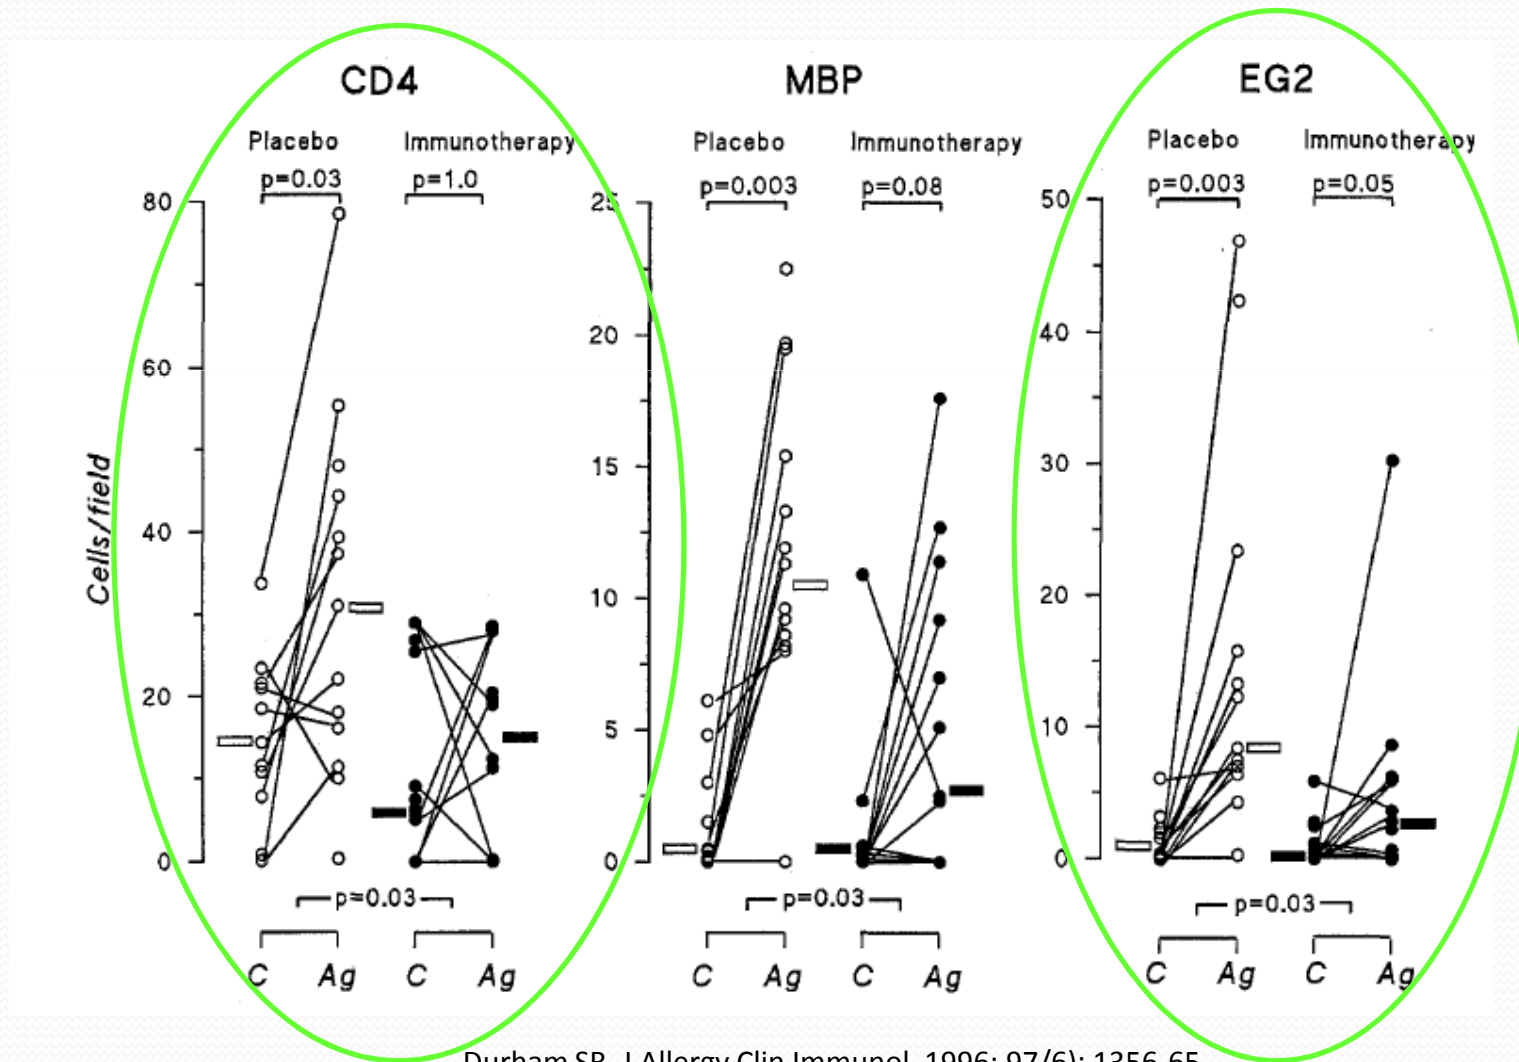 CD4
MBP
EG2
Placebo Immunotherapy
Placebo Immunotherapy
Placebo Immunotherapy
p=0.03 p=1.0
p=0.003 p=0.08
p=0.003 p=0.05
Cells/field
80
60
40
20
0
25
20
15
10
5
0
50
40
30
20
10
0
p=0.03
p=0.03
p=0.03
C Ag C Ag
C Ag C Ag
C Ag C Ag
Durham SR, J Allergy Clin Immunol. 1996; 97(6): 1356-65